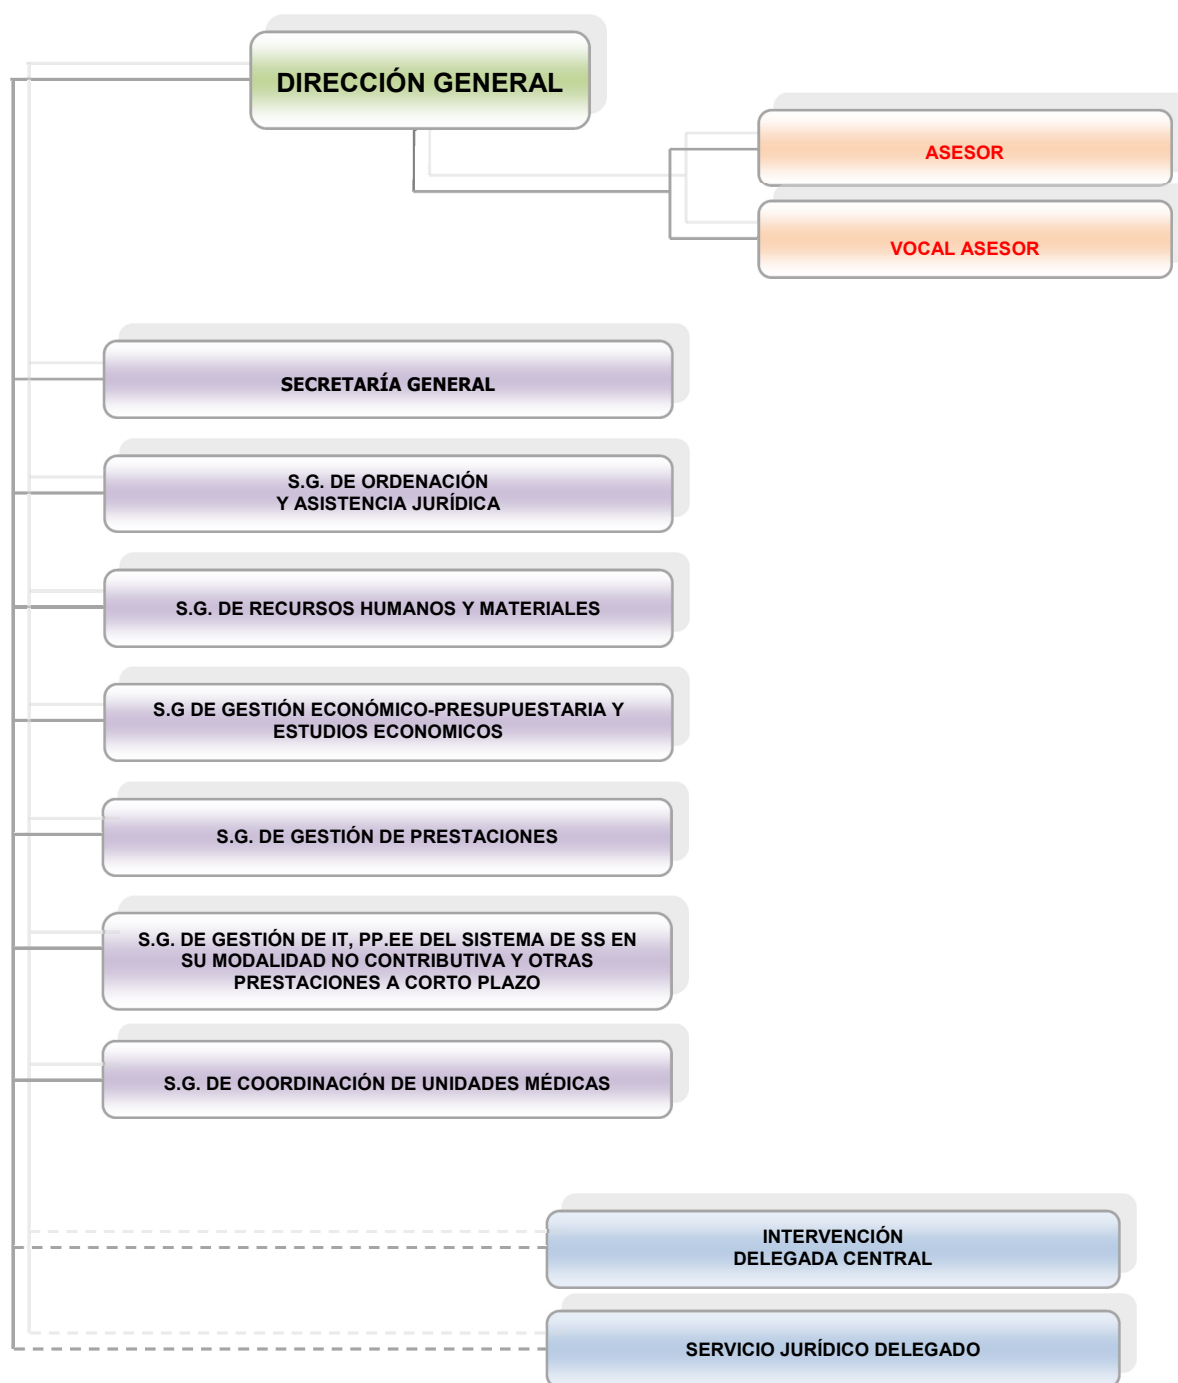 DIRECCIÓN GENERAL
ASESOR
VOCAL ASESOR
SECRETARÍA GENERAL
S.G. DE ORDENACIÓN
Y ASISTENCIA JURÍDICA
S.G. DE RECURSOS HUMANOS Y MATERIALES
S.G DE GESTIÓN ECONÓMICO-PRESUPUESTARIA Y
ESTUDIOS ECONOMICOS
S.G. DE GESTIÓN DE PRESTACIONES
S.G. DE GESTIÓN DE IT, PP.EE DEL SISTEMA DE SS EN
SU MODALIDAD NO CONTRIBUTIVA Y OTRAS
PRESTACIONES A CORTO PLAZO
S.G. DE COORDINACIÓN DE UNIDADES MÉDICAS
INTERVENCIÓN
DELEGADA CENTRAL
SERVICIO JURÍDICO DELEGADO